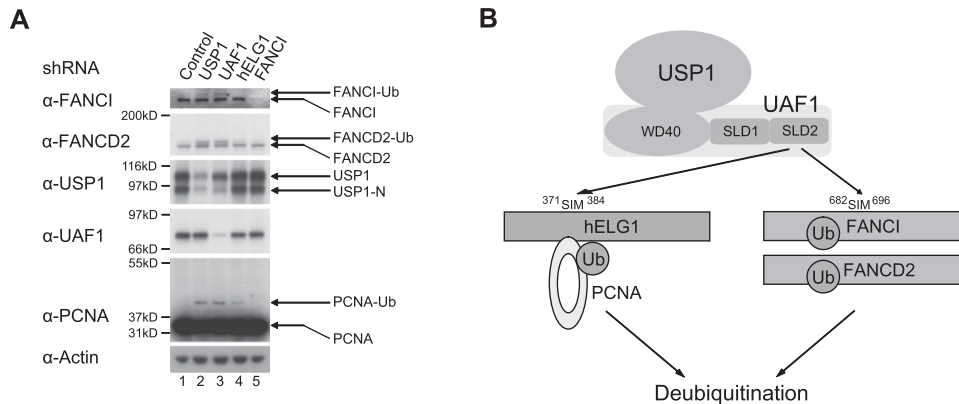 A
shRNA
Control
USP1
UAF1
hELG1
FANCI
α-FANCI
FANCI-Ub
FANCI
200kD
α-FANCD2
FANCD2-Ub
FANCD2
116kD
α-USP1
97kD
USP1
USP1-N
97kD
α-UAF1
66kD
55kD
PCNA-Ub
α-PCNA
37kD
31kD
PCNA
α-Actin
1 2 3 4 5
B
USP1
UAF1
WD40 SLD1 SLD2
371SIM384
682SIM696
hELG1
Ub
PCNA
Ub FANCI
Ub FANCD2
Deubiquitination